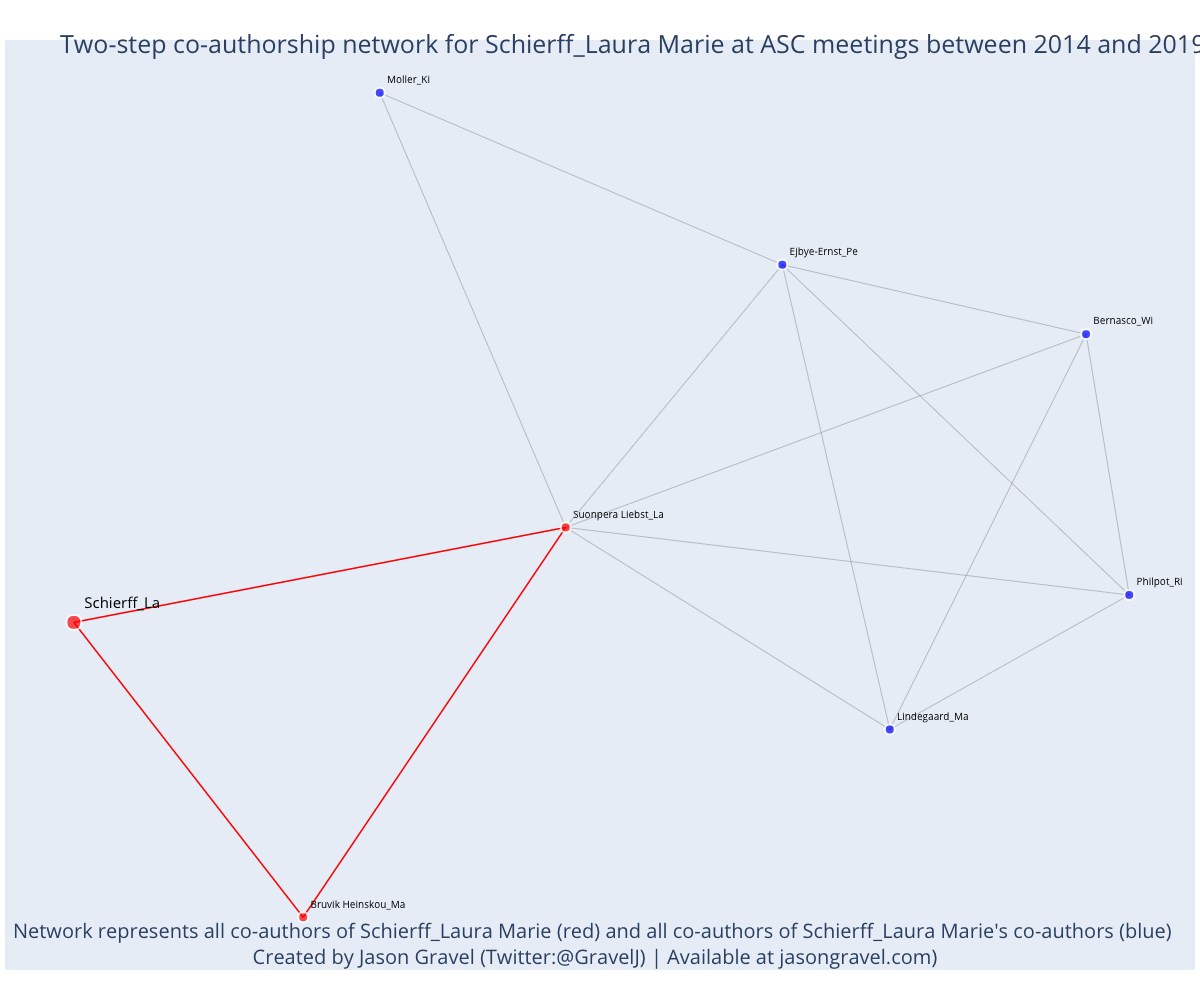 Two-step co-authorship network for Schierff_Laura Marie at ASC meetings between 2014 and 2019
Moller_Ki
Ejbye-Ernst_Pe
Bernasco_Wi
Suonpera Liebst_La
Philpot_Ri
Schierff_La
Lindegaard_Ma
Bruvik Heinskou_Ma
Network represents all co-authors of Schierff_Laura Marie (red) and all co-authors of Schierff_Laura Marie's co-authors (blue)
Created by Jason Gravel (Twitter:@GravelJ) | Available at jasongravel.com)